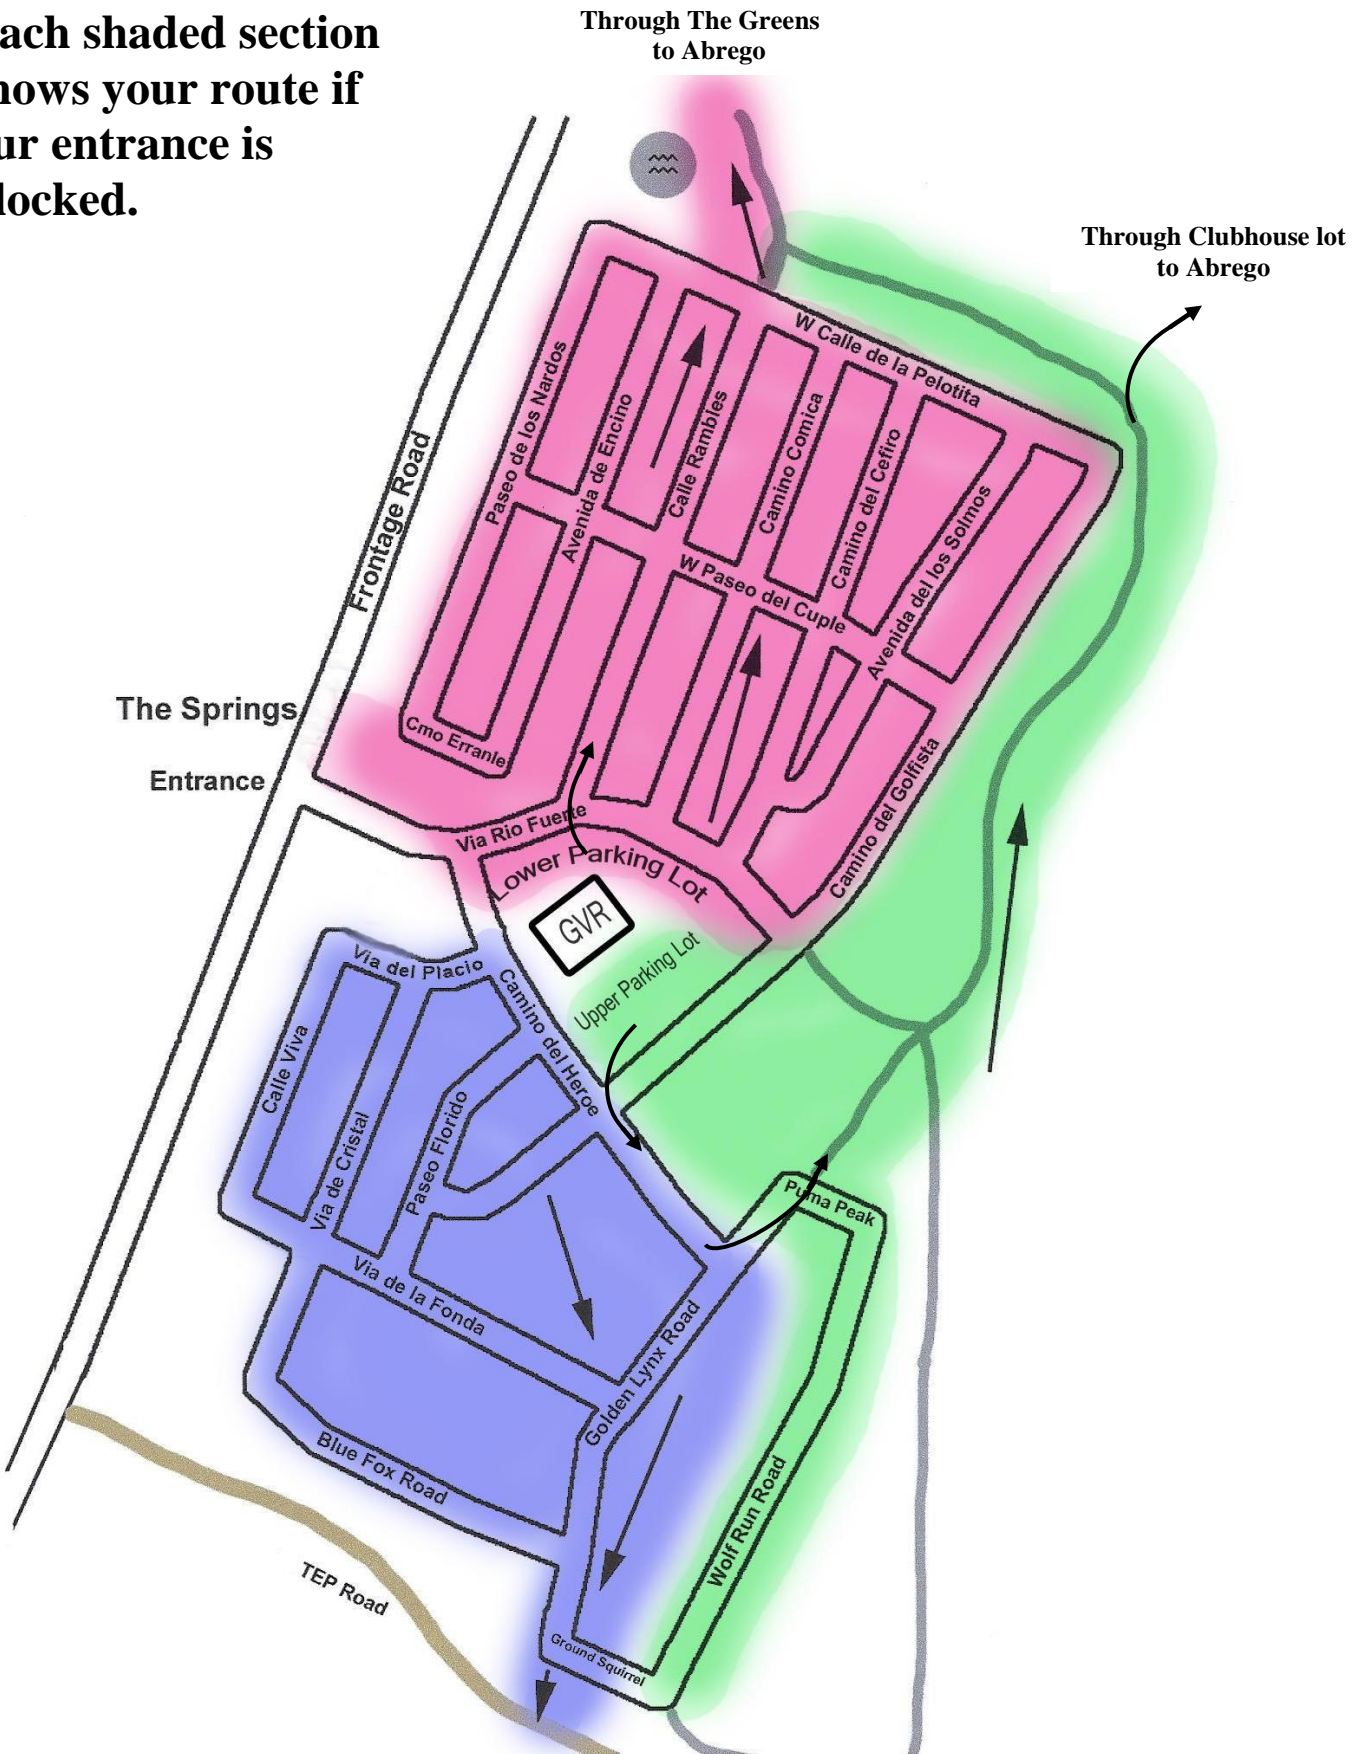 ach shaded section
hows your route if
ur entrance is
locked.
Through The Greens
to Abrego
Through Clubhouse lot
to Abrego
W Calle de la Pelotita
Paseo de los Nardos
Avenida de Encino
Calle Rambles
Camino Comica
Camino del Cefiro
Avenida del los Solmos
Frontage Road
W Paseo del Cuple
The Springs
Entrance
Cmo Erranle
Via Rio Fuerte
Camino del Golfista
Lower Parking Lot
GVR
Upper Parking Lot
Via del Placio
Camino del Heroe
Calle Viva
Via de Cristal
Paseo Florido
Puma Peak
Via de la Fonda
Golden Lynx Road
Blue Fox Road
Wolf Run Road
TEP Road
Ground Squirrel